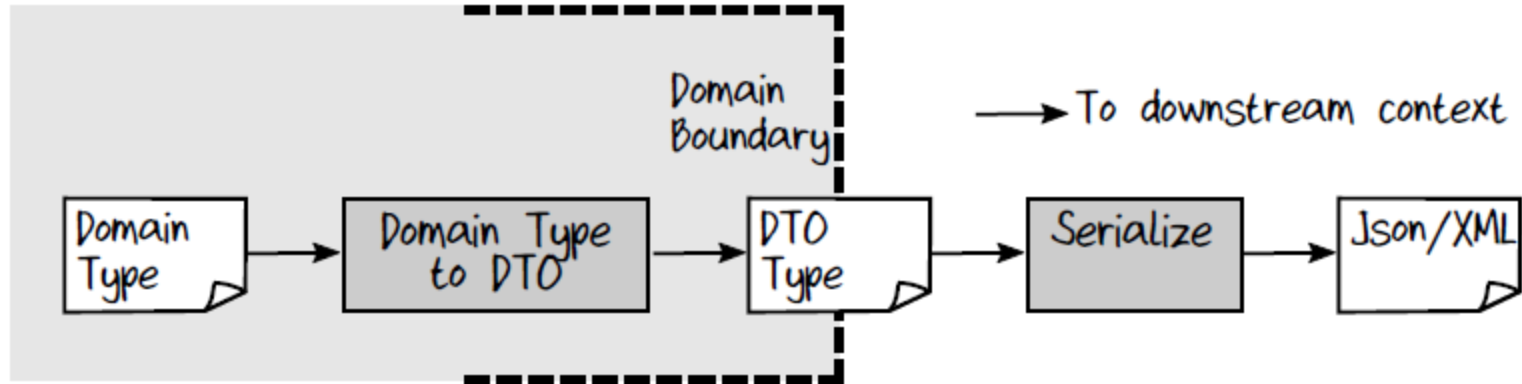 Domain
Boundary
To downstream context
Domain
Type
Domain Type
to DTO
DTO
Type
Serialize
Json/XML